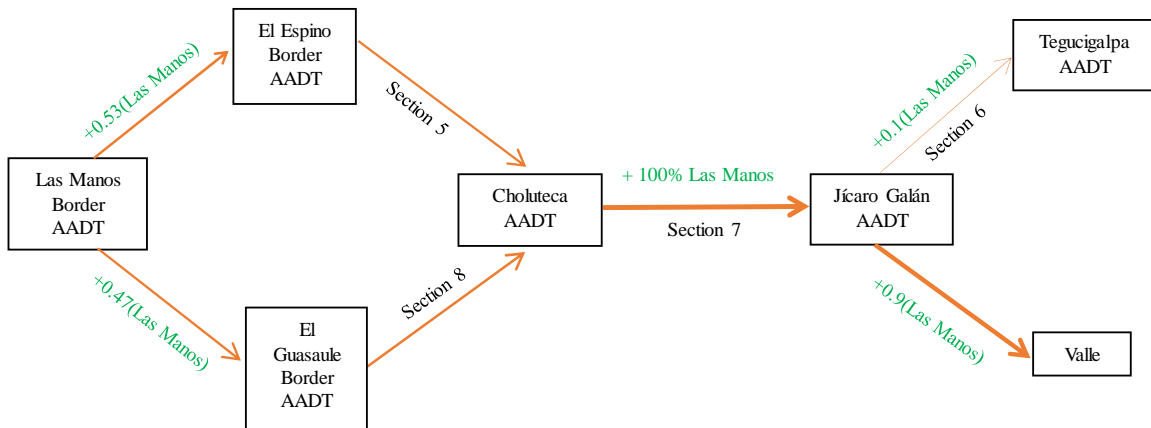 El Espino
Border
AADT
Tegucigalpa
AADT
+0.53(Las Manos)
Section 5
+0.1(Las Manos)
Section 6
Las Manos
Border
AADT
Choluteca
AADT
+ 100% Las Manos
Section 7
Jícaro Galán
AADT
+0.47(Las Manos)
Section 8
+0.9(Las Manos)
El
Guasaule
Border
AADT
Valle